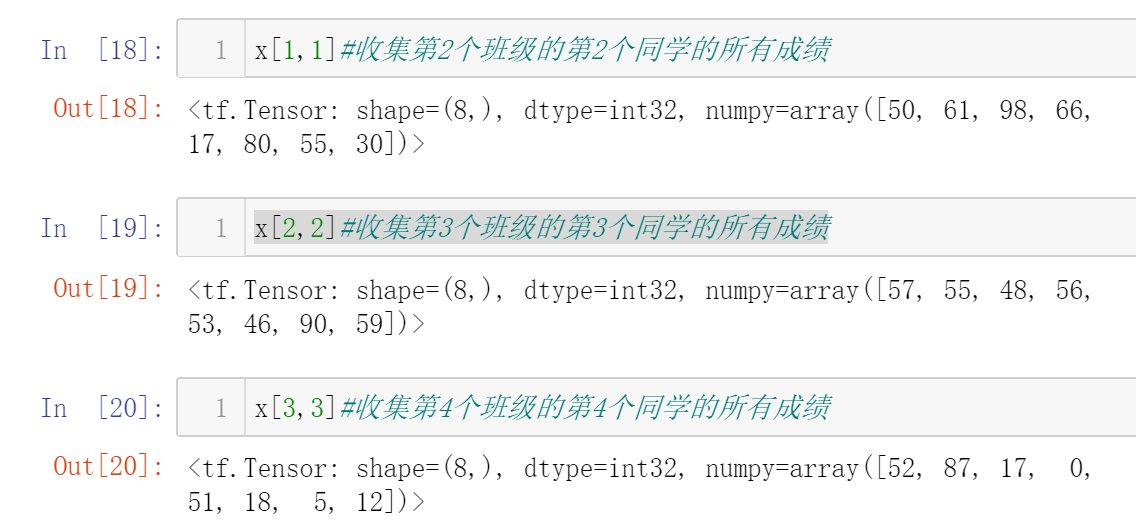 In [18]: 1 x[1,1]#收集第2个班级的第2个同学的所有成绩
Out[18]: <tf.Tensor: shape=(8,), dtype=int32, numpy=array([50, 61, 98, 66,
17, 80, 55, 30])>
In [19]: 1 x[2,2]#收集第3个班级的第3个同学的所有成绩
Out[19]: <tf.Tensor: shape=(8,), dtype=int32, numpy=array([57, 55, 48, 56,
53, 46, 90, 59])>
In [20]: 1 x[3,3]#收集第4个班级的第4个同学的所有成绩
Out[20]: <tf.Tensor: shape=(8,), dtype=int32, numpy=array([52, 87, 17,  0,
51, 18,  5, 12])>